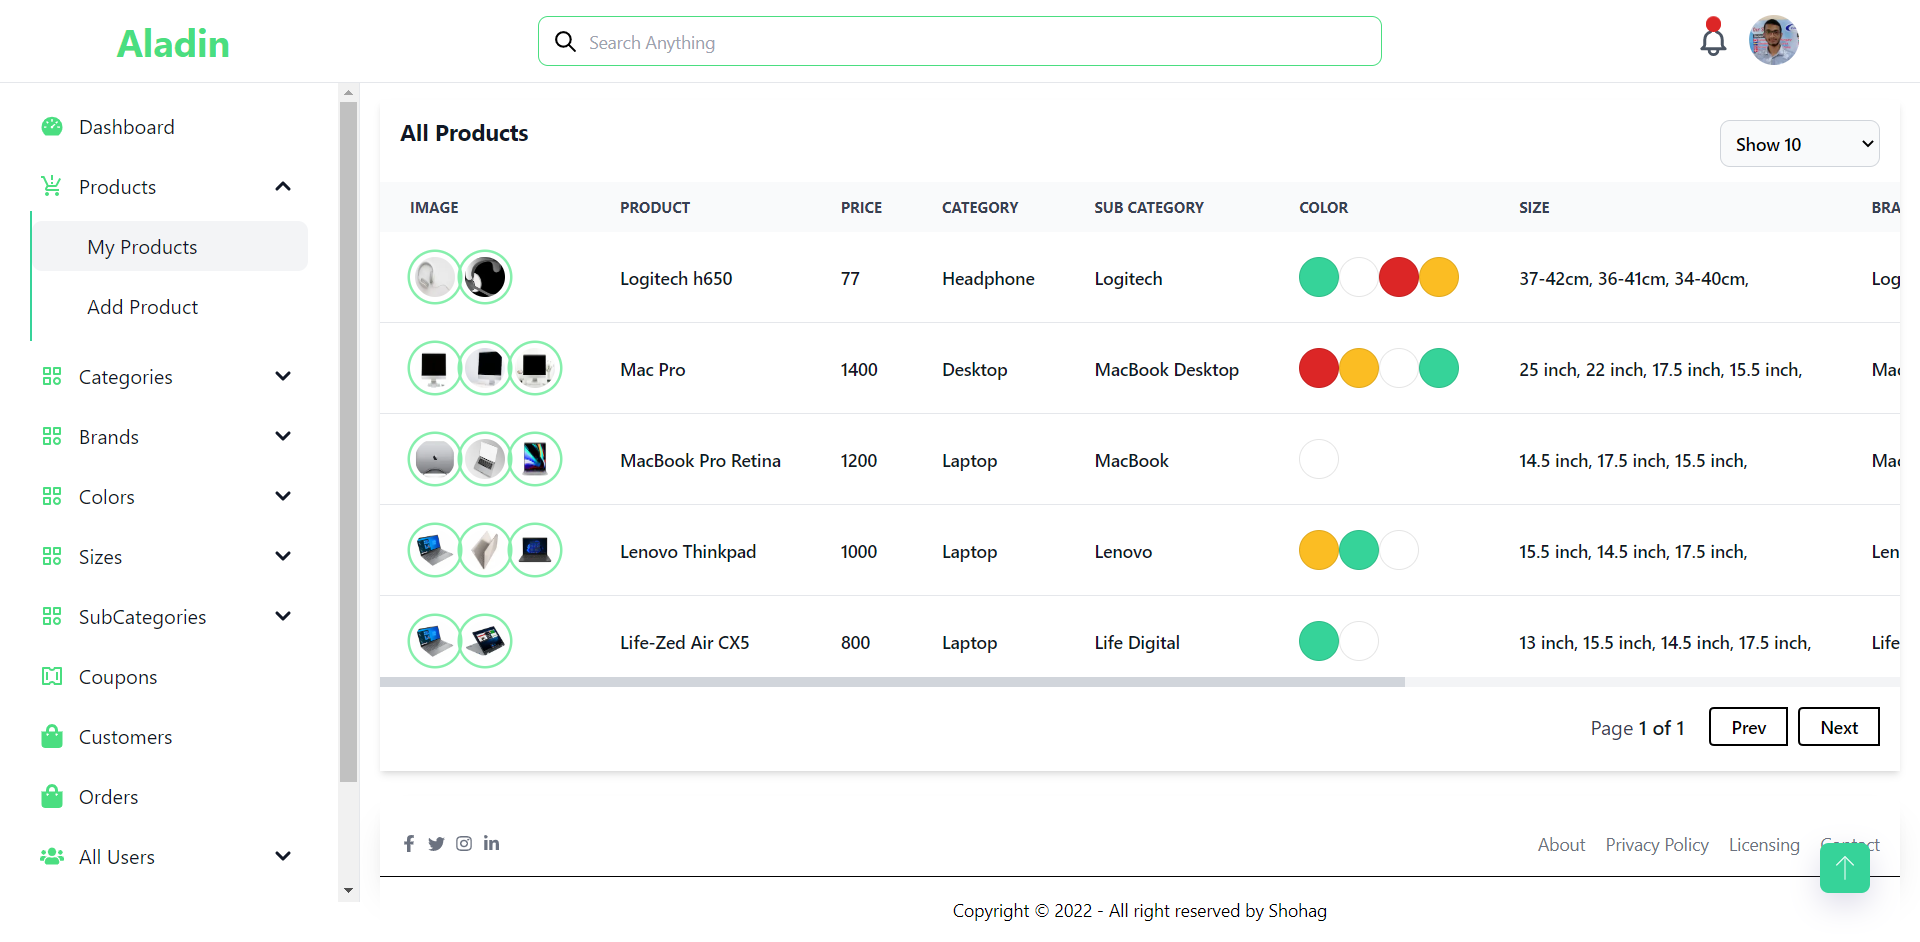 Aladin
Search Anything
Dashboard
Products
My Products
Add Product
Categories
Brands
Colors
Sizes
SubCategories
Coupons
Customers
Orders
All Users
All Products
Show 10
IMAGE PRODUCT PRICE CATEGORY SUB CATEGORY COLOR SIZE BRA
Logitech h650 77 Headphone Logitech 37-42cm, 36-41cm, 34-40cm, Log
Mac Pro 1400 Desktop MacBook Desktop 25 inch, 22 inch, 17.5 inch, 15.5 inch, Mac
MacBook Pro Retina 1200 Laptop MacBook 14.5 inch, 17.5 inch, 15.5 inch, Mac
Lenovo Thinkpad 1000 Laptop Lenovo 15.5 inch, 14.5 inch, 17.5 inch, Len
Life-Zed Air CX5 800 Laptop Life Digital 13 inch, 15.5 inch, 14.5 inch, 17.5 inch, Life
Page 1 of 1 Prev Next
About Privacy Policy Licensing Contact
Copyright © 2022 - All right reserved by Shohag